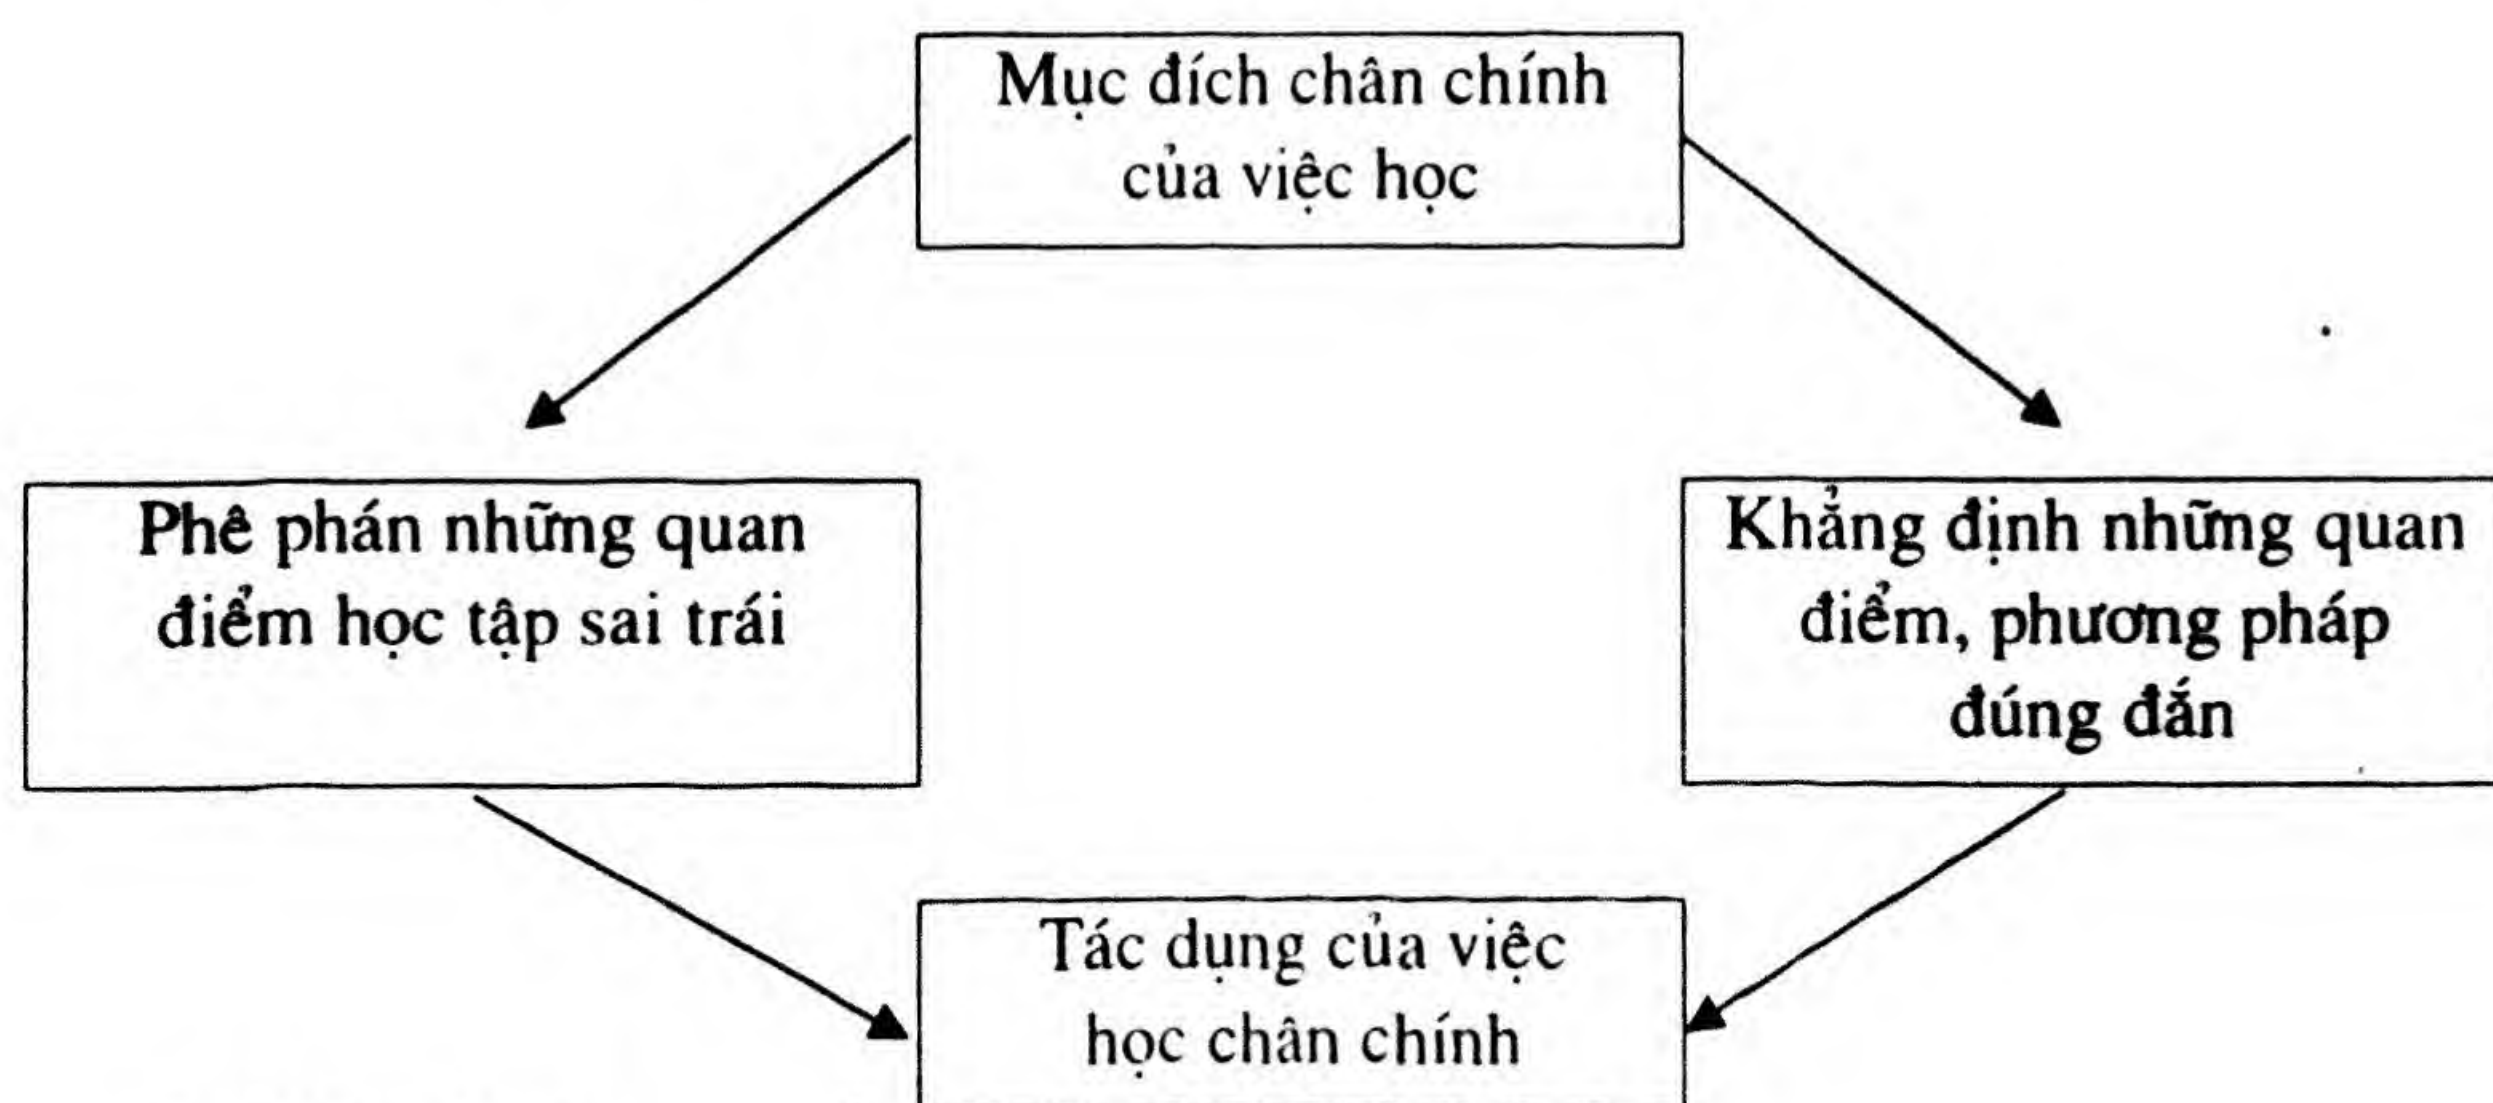 Mục đích chân chính
của việc học
Phê phán những quan
điểm học tập sai trái
Khẳng định những quan
điểm, phương pháp
đúng đắn
Tác dụng của việc
học chân chính